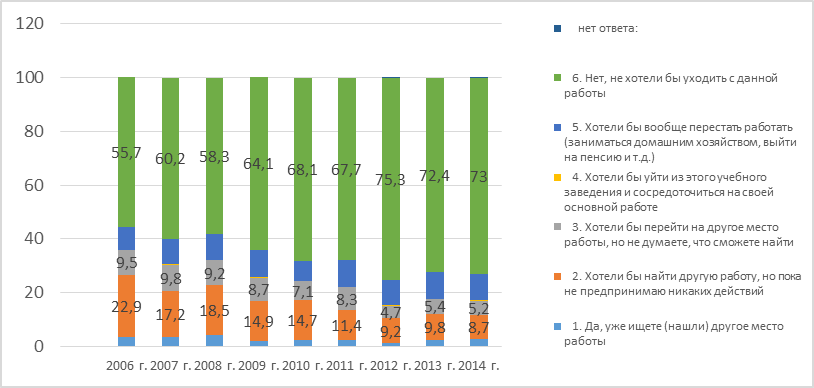 120
100
80
60
40
20
0
55,7 60,2 58,3 64,1 68,1 67,7 75,3 72,4 73
9,5 9,8 9,2 8,7 7,1 8,3 4,7 5,4 5,2
22,9 17,2 18,5 14,9 14,7 11,4 9,2 9,8 8,7
2006 г. 2007 г. 2008 г. 2009 г. 2010 г. 2011 г. 2012 г. 2013 г. 2014 г.
нет ответа:
6. Нет, не хотели бы уходить с данной
работы
5. Хотели бы вообще перестать работать
(заниматься домашним хозяйством, выйти
на пенсию и т.д.)
4. Хотели бы уйти из этого учебного
заведения и сосредоточиться на своей
основной работе
3. Хотели бы перейти на другое место
работы, но не думаете, что сможете найти
2. Хотели бы найти другую работу, но пока
не предпринимаю никаких действий
1. Да, уже ищете (нашли) другое место
работы